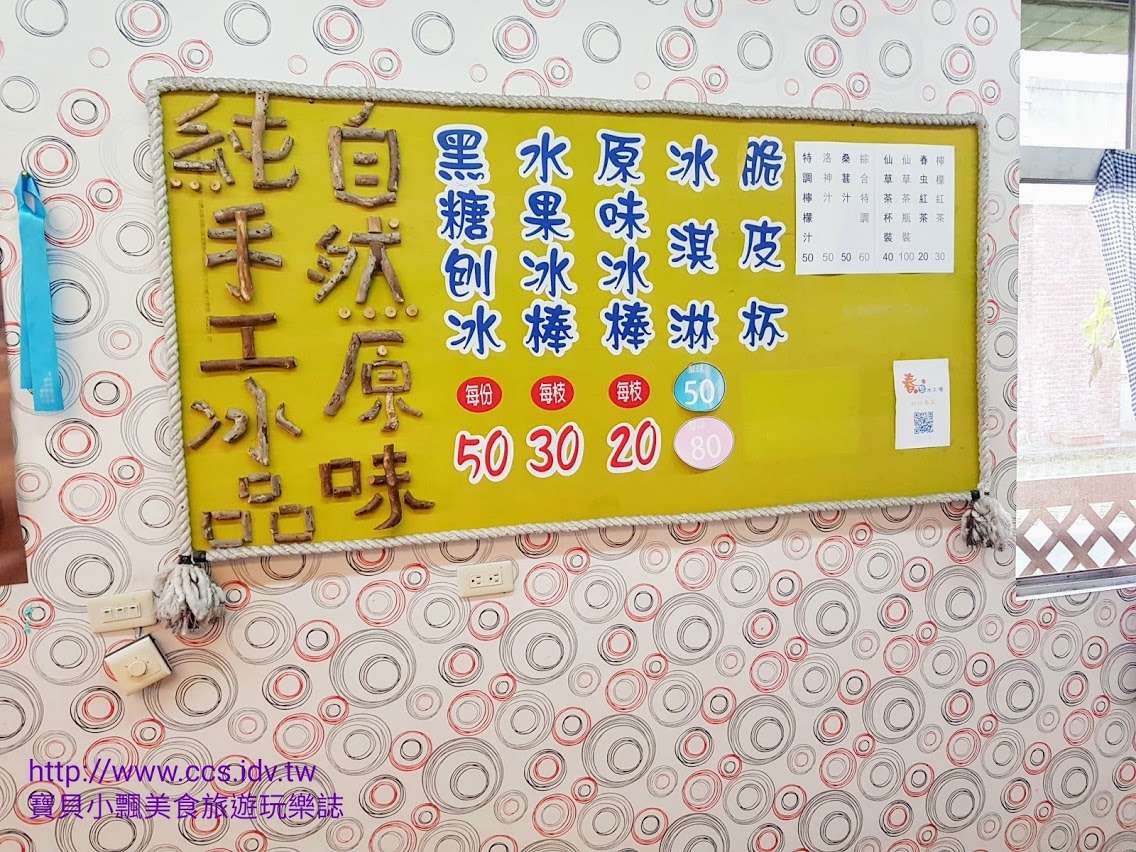 純手工冰品
自然原味
黑糖刨冰
每份
50
水果冰棒
每枝
30
原味冰棒
每枝
20
冰淇淋
50
80
脆皮杯
特調檸檬汁 50
洛神汁 50
桑葚汁 50
綜合特調 60
仙草茶杯裝 40
仙草茶瓶裝 100
春虫紅茶 20
檸檬紅茶 30
http://www.ccs.idv.tw
寶貝小飄美食旅遊玩樂誌